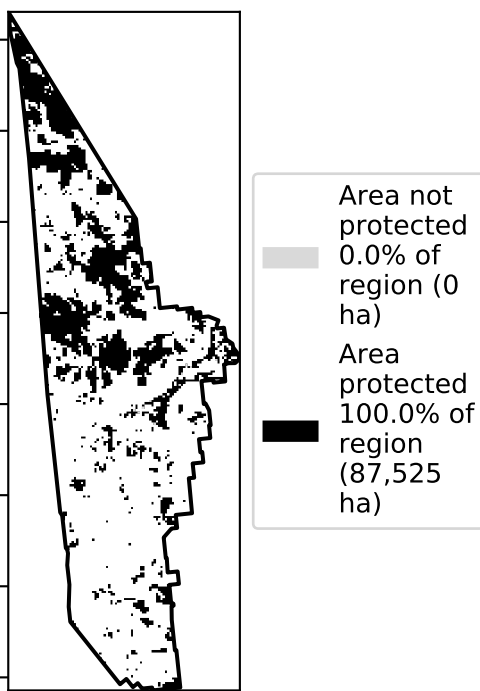 Area not
protected
0.0% of
region (0
ha)
Area
protected
100.0% of
region
(87,525
ha)